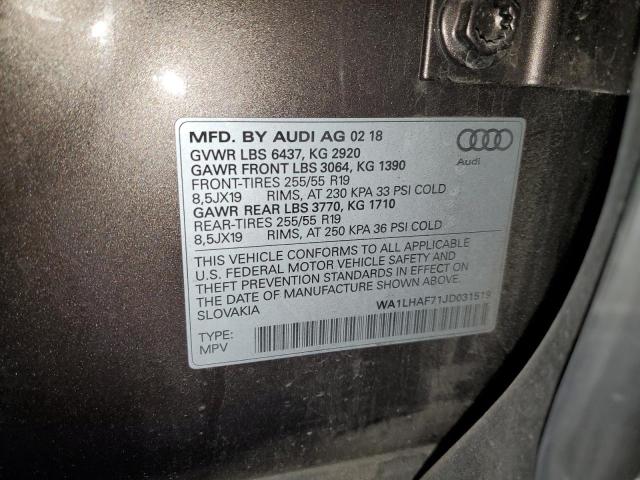 MFD. BY AUDI AG 02 18
GVWR LBS 6437, KG 2920
GAWR FRONT LBS 3064, KG 1390
FRONT-TIRES 255/55 R19
8,5JX19 RIMS, AT 230 KPA 33 PSI COLD
GAWR REAR LBS 3770, KG 1710
REAR-TIRES 255/55 R19
8,5JX19 RIMS, AT 250 KPA 36 PSI COLD
Audi
THIS VEHICLE CONFORMS TO ALL APPLICABLE
U.S. FEDERAL MOTOR VEHICLE SAFETY AND
THEFT PREVENTION STANDARDS IN EFFECT ON
THE DATE OF MANUFACTURE SHOWN ABOVE.
SLOVAKIA
WA1LHAF71JD031519
TYPE:
MPV